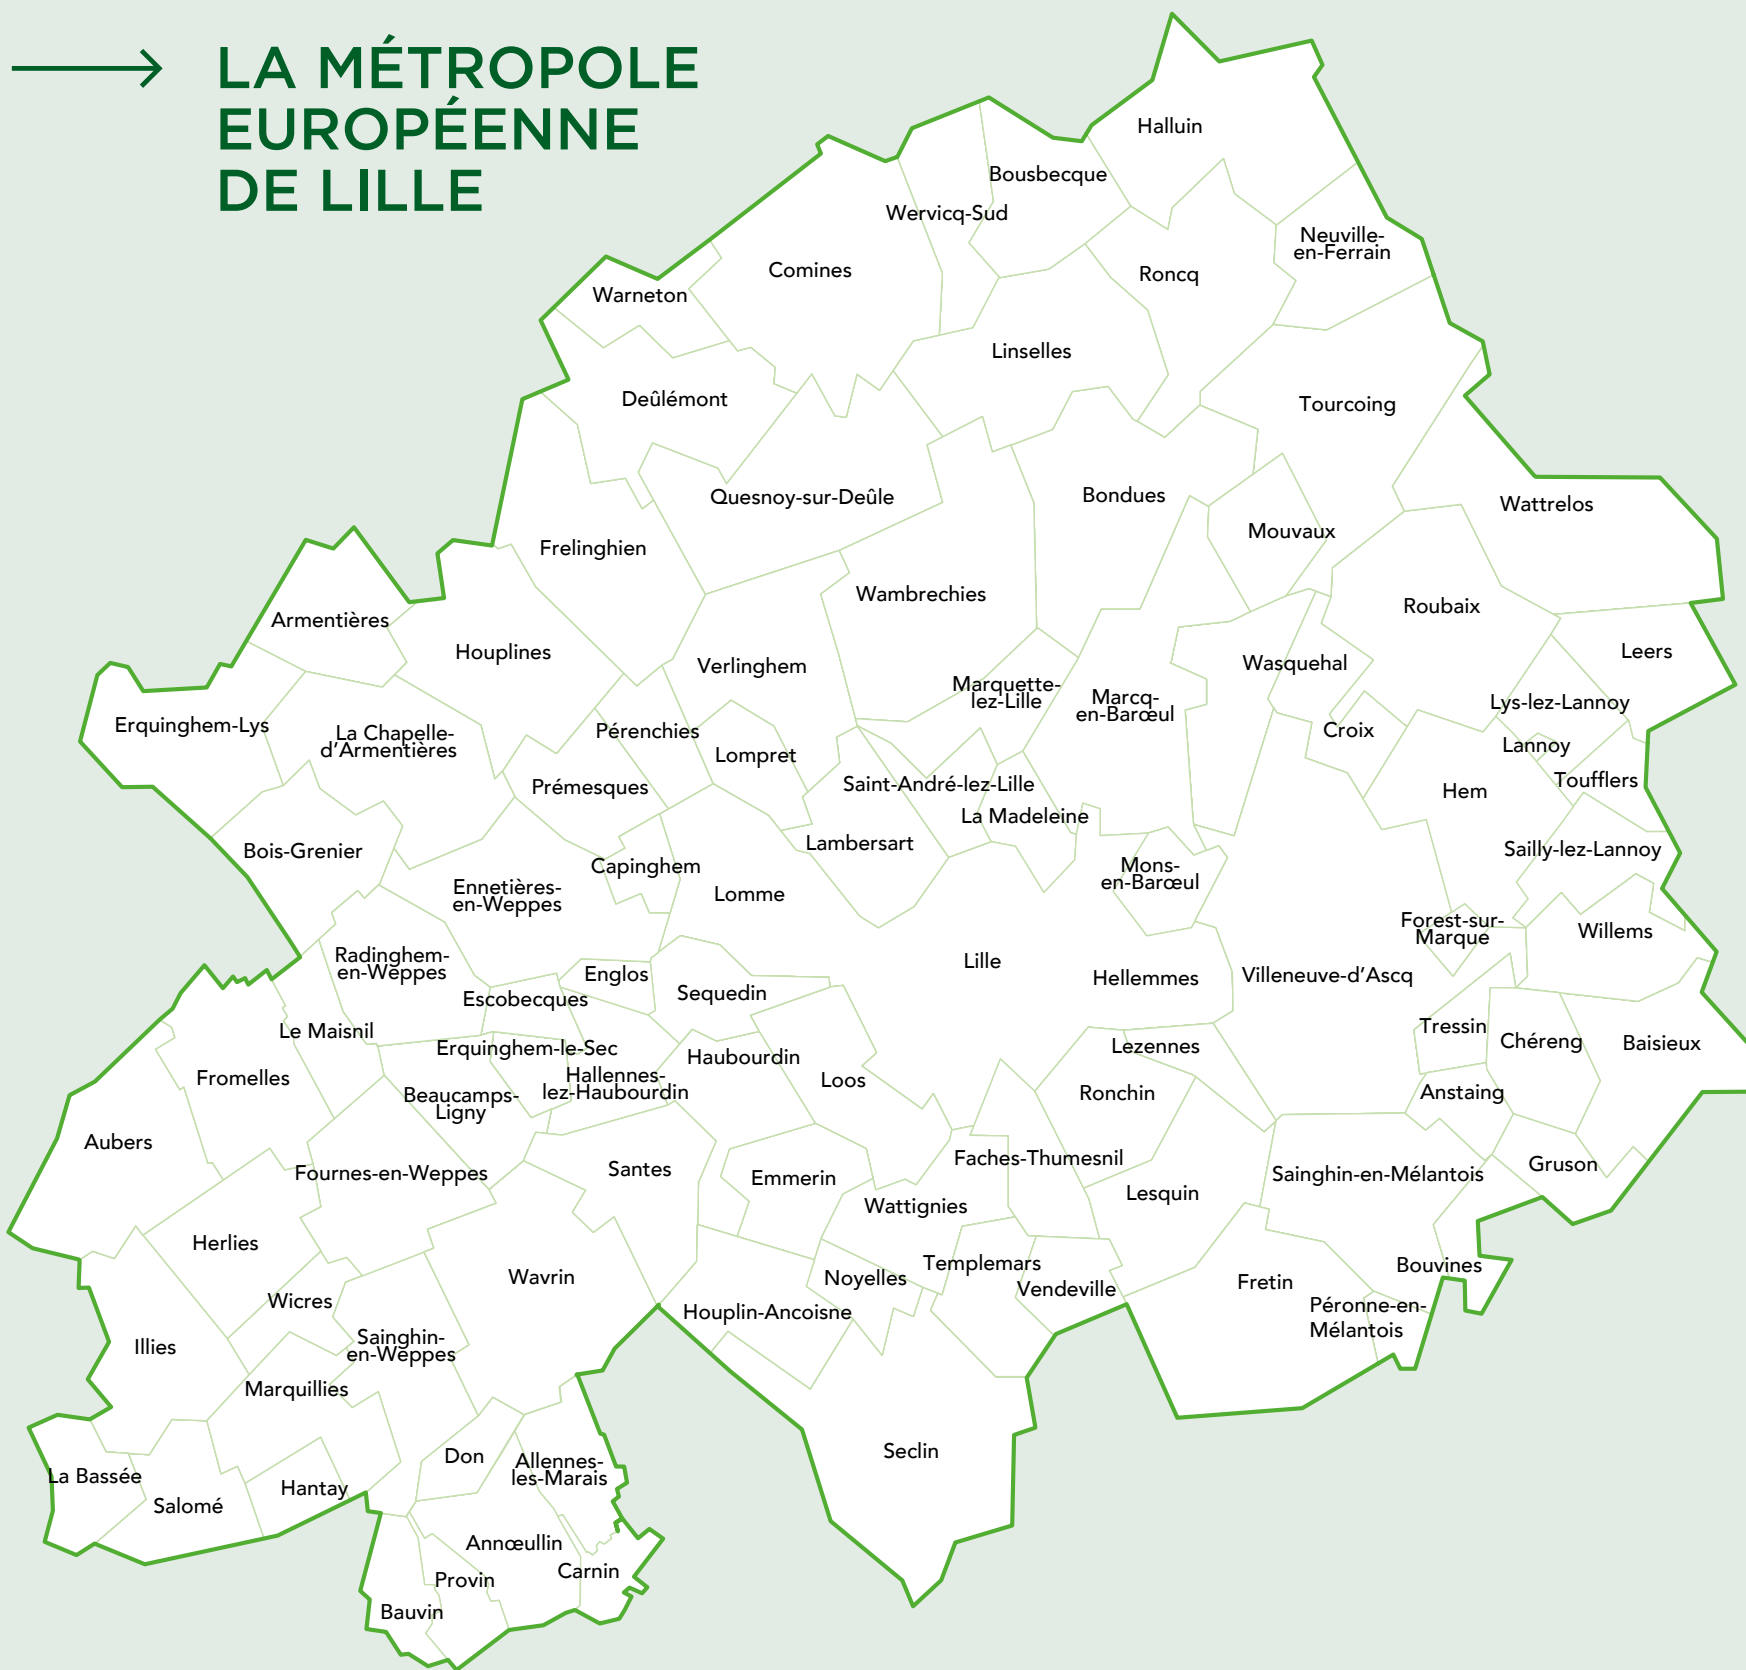 LA MÉTROPOLE
EUROPÉENNE
DE LILLE
Halluin
Bousbecque
Wervicq-Sud
Neuville-
en-Ferrain
Comines
Roncq
Warneton
Linselles
Deûlémont
Tourcoing
Quesnoy-sur-Deûle
Bondues
Wattrelos
Mouvaux
Frelinghien
Wambrechies
Roubaix
Armentières
Houplines
Verlinghem
Wasquehal
Leers
Marquette-
lez-Lille
Marcq-
en-Barœul
Lys-lez-Lannoy
Erquinghem-Lys
La Chapelle-
d'Armentières
Pérenchies
Croix
Lannoy
Lompret
Toufflers
Prémesques
Saint-André-lez-Lille
Hem
La Madeleine
Lambersart
Bois-Grenier
Sailly-lez-Lannoy
Capinghem
Mons-
en-Barœul
Ennetières-
en-Weppes
Lomme
Forest-sur-
Marque
Willems
Radinghem-
en-Weppes
Lille
Englos
Hellemmes
Villeneuve-d'Ascq
Sequedin
Escobecques
Le Maisnil
Tressin
Chéreng
Baisieux
Erquinghem-le-Sec
Haubourdin
Lezennes
Fromelles
Hallennes-
lez-Haubourdin
Loos
Ronchin
Anstaing
Beaucamps-
Ligny
Aubers
Faches-Thumesnil
Gruson
Fournes-en-Weppes
Santes
Emmerin
Sainghin-en-Mélantois
Lesquin
Wattignies
Herlies
Templemars
Bouvines
Wavrin
Noyelles
Fretin
Vendeville
Wicres
Houplin-Ancoisne
Péronne-en-
Mélantois
Illies
Sainghin-
en-Weppes
Marquillies
Seclin
Don
Allennes-
les-Marais
La Bassée
Hantay
Salomé
Annœullin
Carnin
Provin
Bauvin